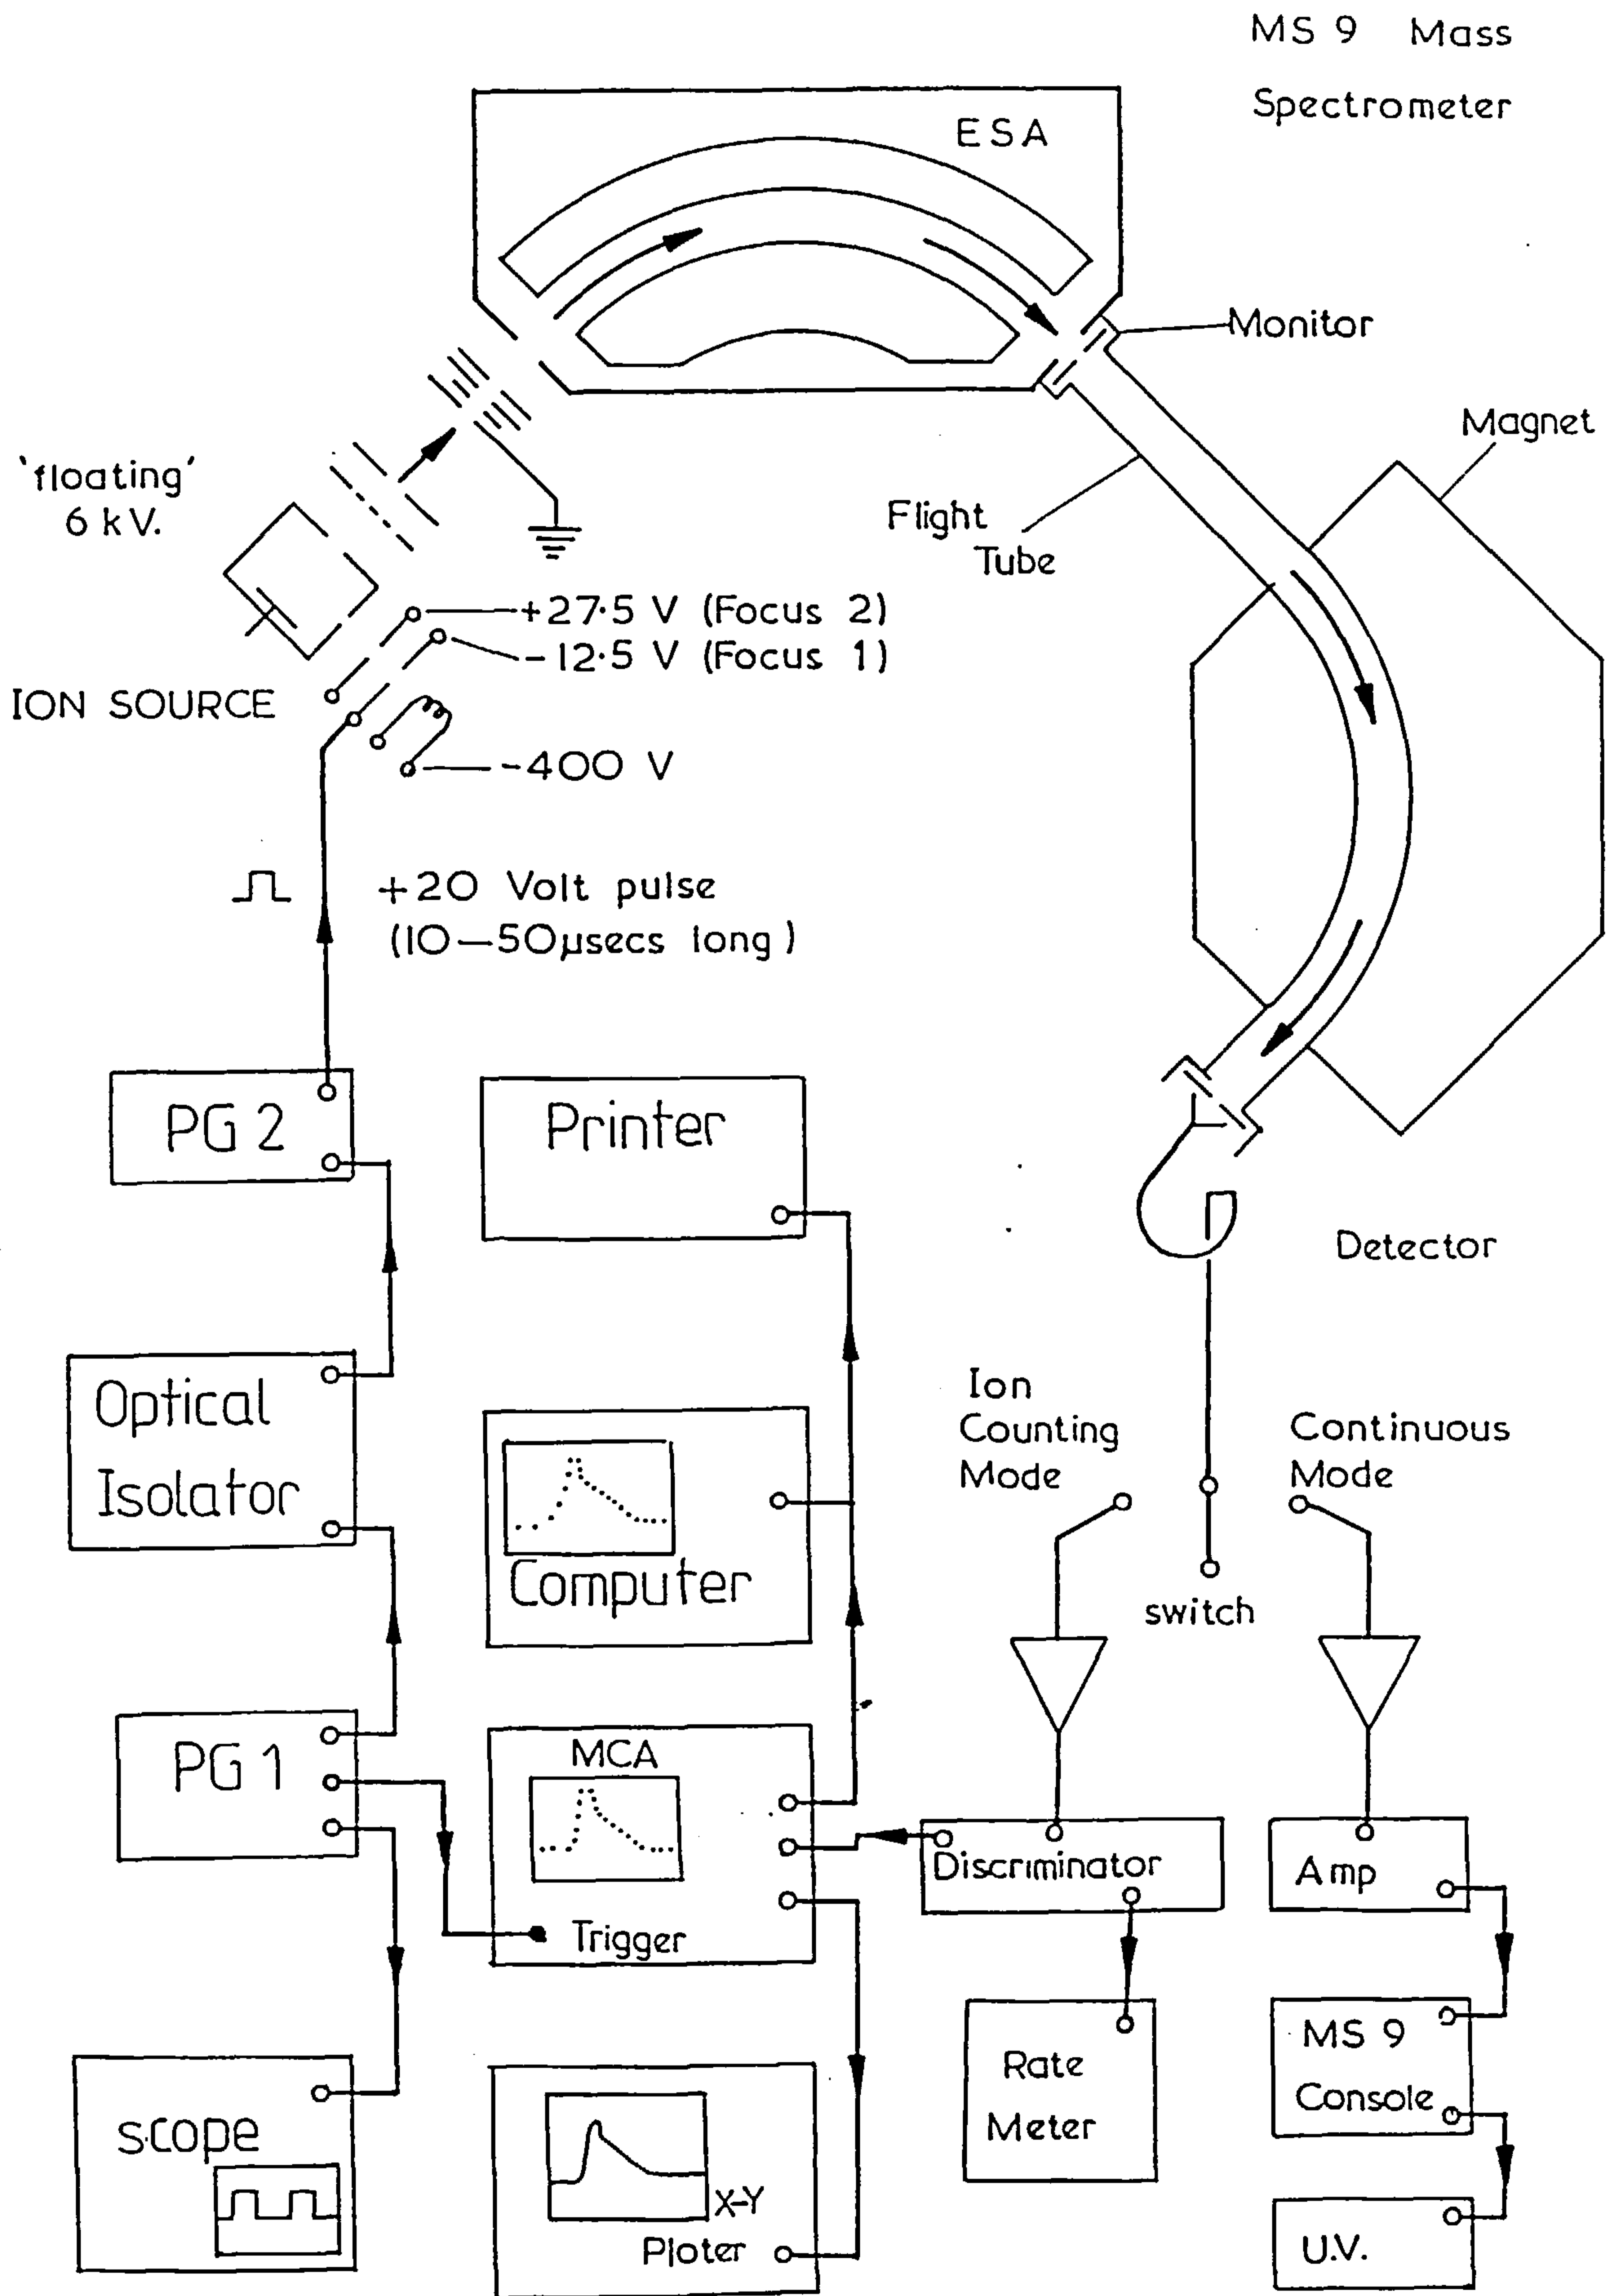 MS 9 Mass
Spectrometer
ESA
Monitor
Magnet
'floating'
6 kV.
Flight
Tube
+27·5 V (Focus 2)
-12·5 V (Focus 1)
ION SOURCE
-400 V
+20 Volt pulse
(10-50μsecs long)
PG 2
Printer
Detector
Optical
Isolator
Ion
Counting
Mode
Continuous
Mode
Computer
switch
PG 1
MCA
Trigger
Discriminator
Amp
Rate
Meter
MS 9
Console
scope
X-Y
Ploter
U.V.